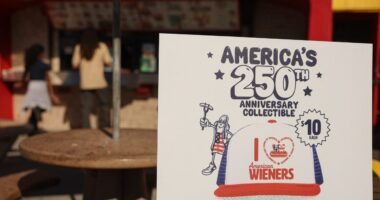 AMERICA'S
250TH
ANNIVERSARY
COLLECTIBLE
$10
EACH
I
American
WIENERS